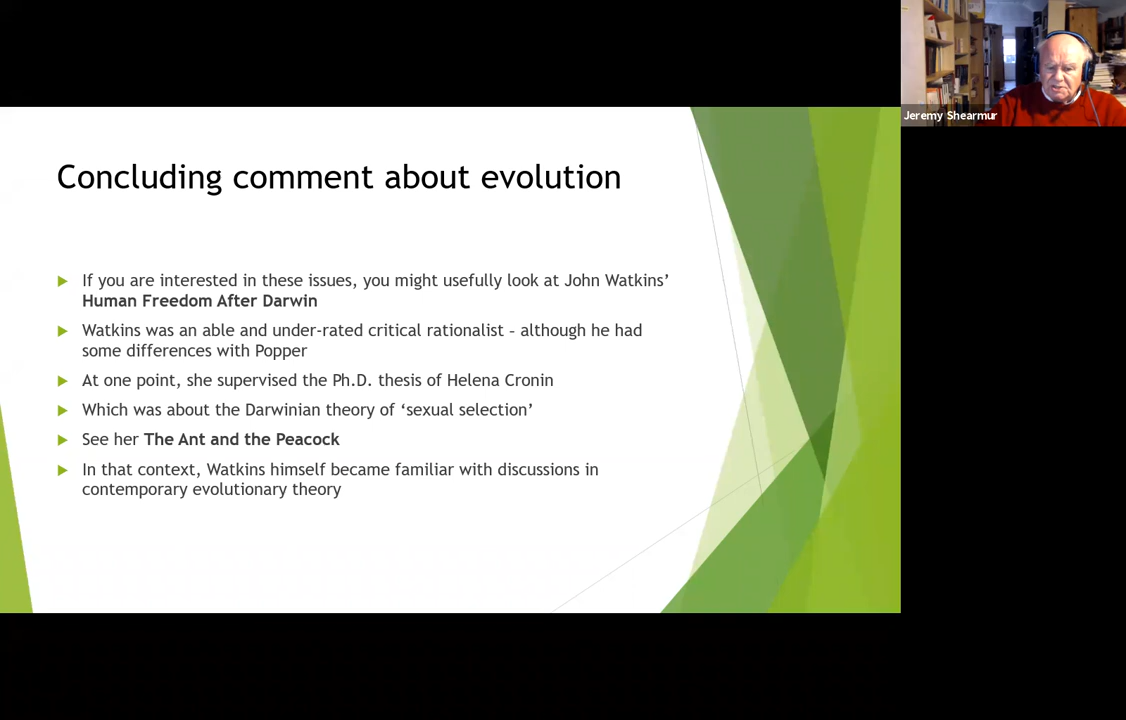 Jeremy Shearmur
Concluding comment about evolution
If you are interested in these issues, you might usefully look at John Watkins’
Human Freedom After Darwin
Watkins was an able and under-rated critical rationalist – although he had
some differences with Popper
At one point, she supervised the Ph.D. thesis of Helena Cronin
Which was about the Darwinian theory of ‘sexual selection’
See her The Ant and the Peacock
In that context, Watkins himself became familiar with discussions in
contemporary evolutionary theory